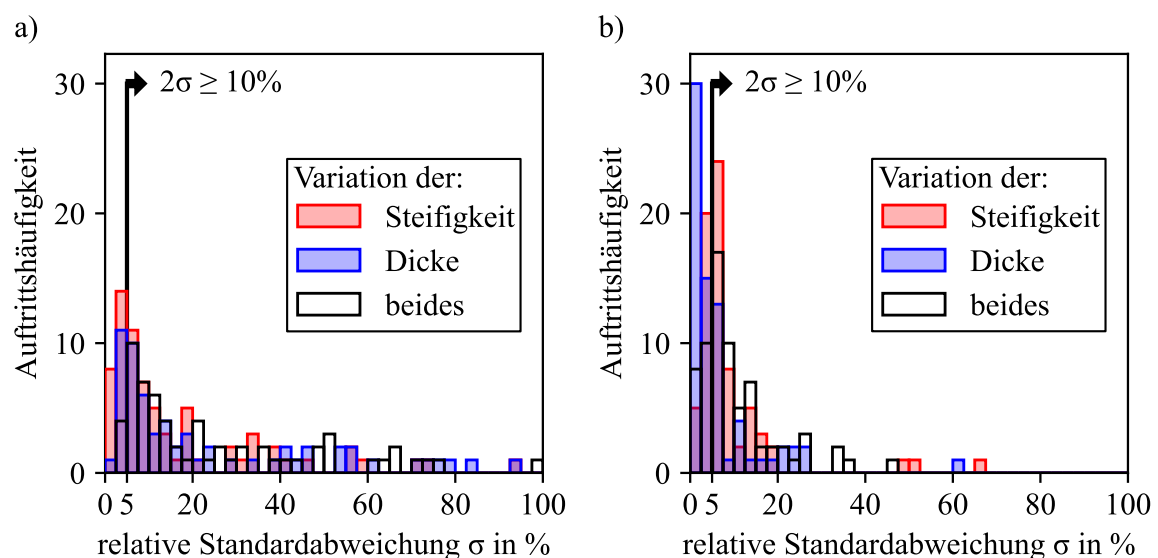 a)
Auftrittshäufigkeit
30
20
10
0
2σ ≥ 10%
Variation der:
Steifigkeit
Dicke
beides
0 5 20 40 60 80 100
relative Standardabweichung σ in %
b)
Auftrittshäufigkeit
30
20
10
0
2σ ≥ 10%
Variation der:
Steifigkeit
Dicke
beides
0 5 20 40 60 80 100
relative Standardabweichung σ in %